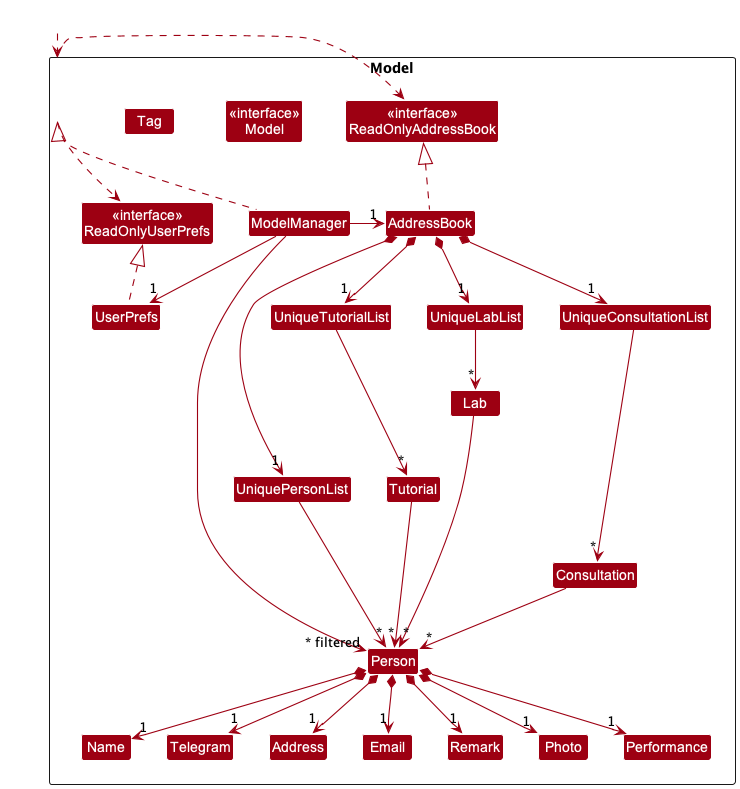 Model
Tag
«interface»
Model
«interface»
ReadOnlyAddressBook
«interface»
ReadOnlyUserPrefs
ModelManager
1
AddressBook
1
1
1
1
UserPrefs
UniqueTutorialList
UniqueLabList
UniqueConsultationList
*
Lab
1
*
UniquePersonList
Tutorial
*
Consultation
* filtered
*
*
*
*
Person
1
1
1
1
1
1
1
Name
Telegram
Address
Email
Remark
Photo
Performance